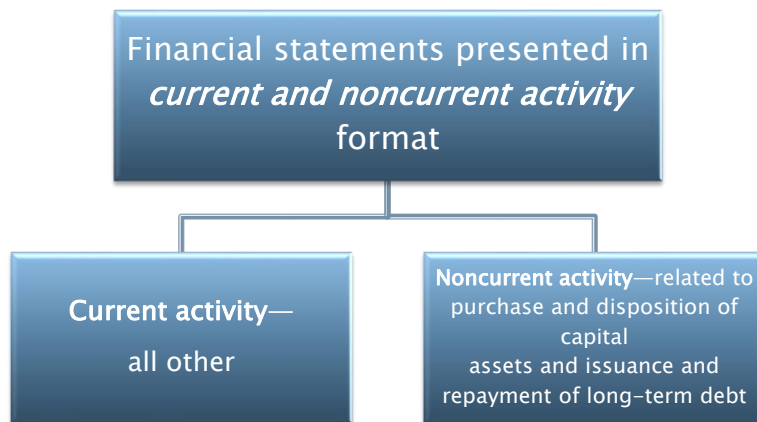 Financial statements presented in
current and noncurrent activity
format
Current activity—
all other
Noncurrent activity—related to
purchase and disposition of
capital
assets and issuance and
repayment of long-term debt